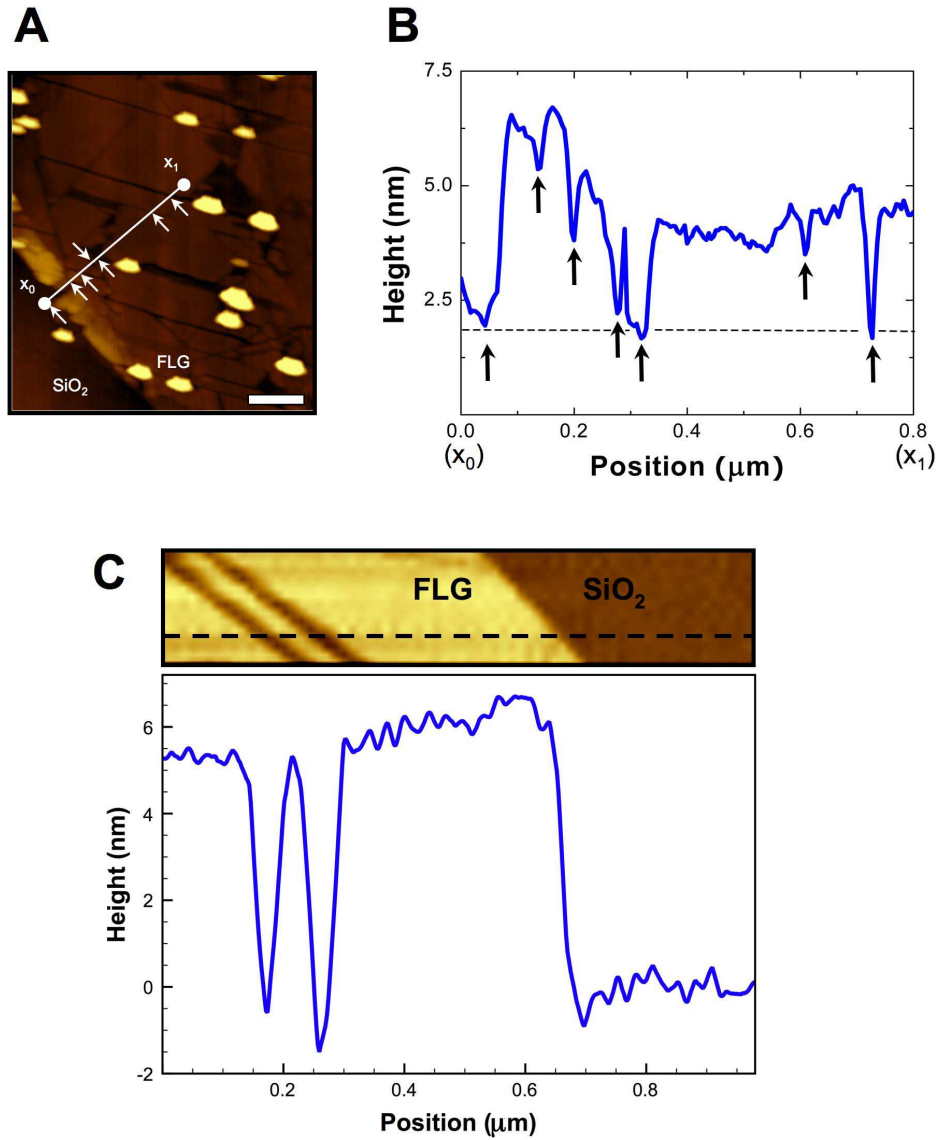 A
x₁
x₀
FLG
SiO₂
B
Height (nm)
7.5
5.0
2.5
0.0
0.2
0.4
0.6
0.8
(x₀)
Position (μm)
(x₁)
C
FLG
SiO₂
Height (nm)
6
4
2
0
-2
0.2
0.4
0.6
0.8
Position (μm)